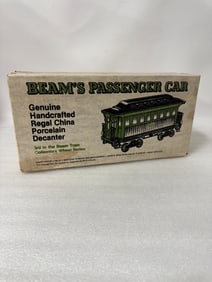 BEAM'S PASSENGER CAR
Genuine
Handcrafted
Regal China
Porcelain
Decanter
3rd in the Beam Train
Collectors Wheel Series